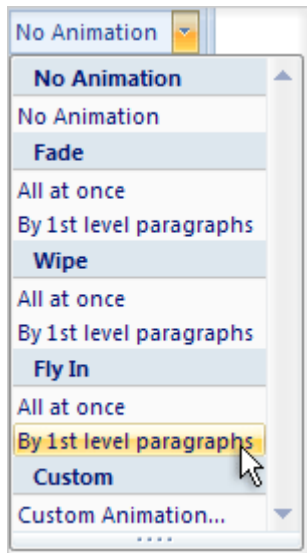 No Animation
No Animation
No Animation
Fade
All at once
By 1st level paragraphs
Wipe
All at once
By 1st level paragraphs
Fly In
All at once
By 1st level paragraphs
Custom
Custom Animation...